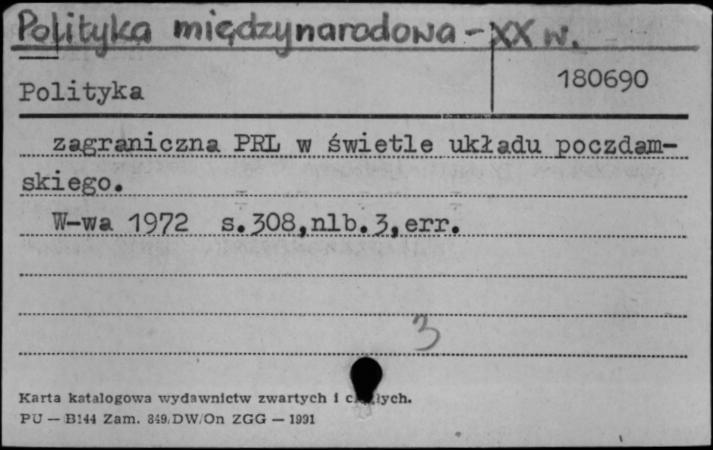 Polityka międzynarodowa - XX w.
Polityka
180690
zagraniczna PRL w świetle układu poczdam-
skiego.
W-wa 1972 s.308,nlb.3,err.
3
Karta katalogowa wydawnictw zwartych i
PU — B144 Zam. 849/DW/On ZGG — 1991